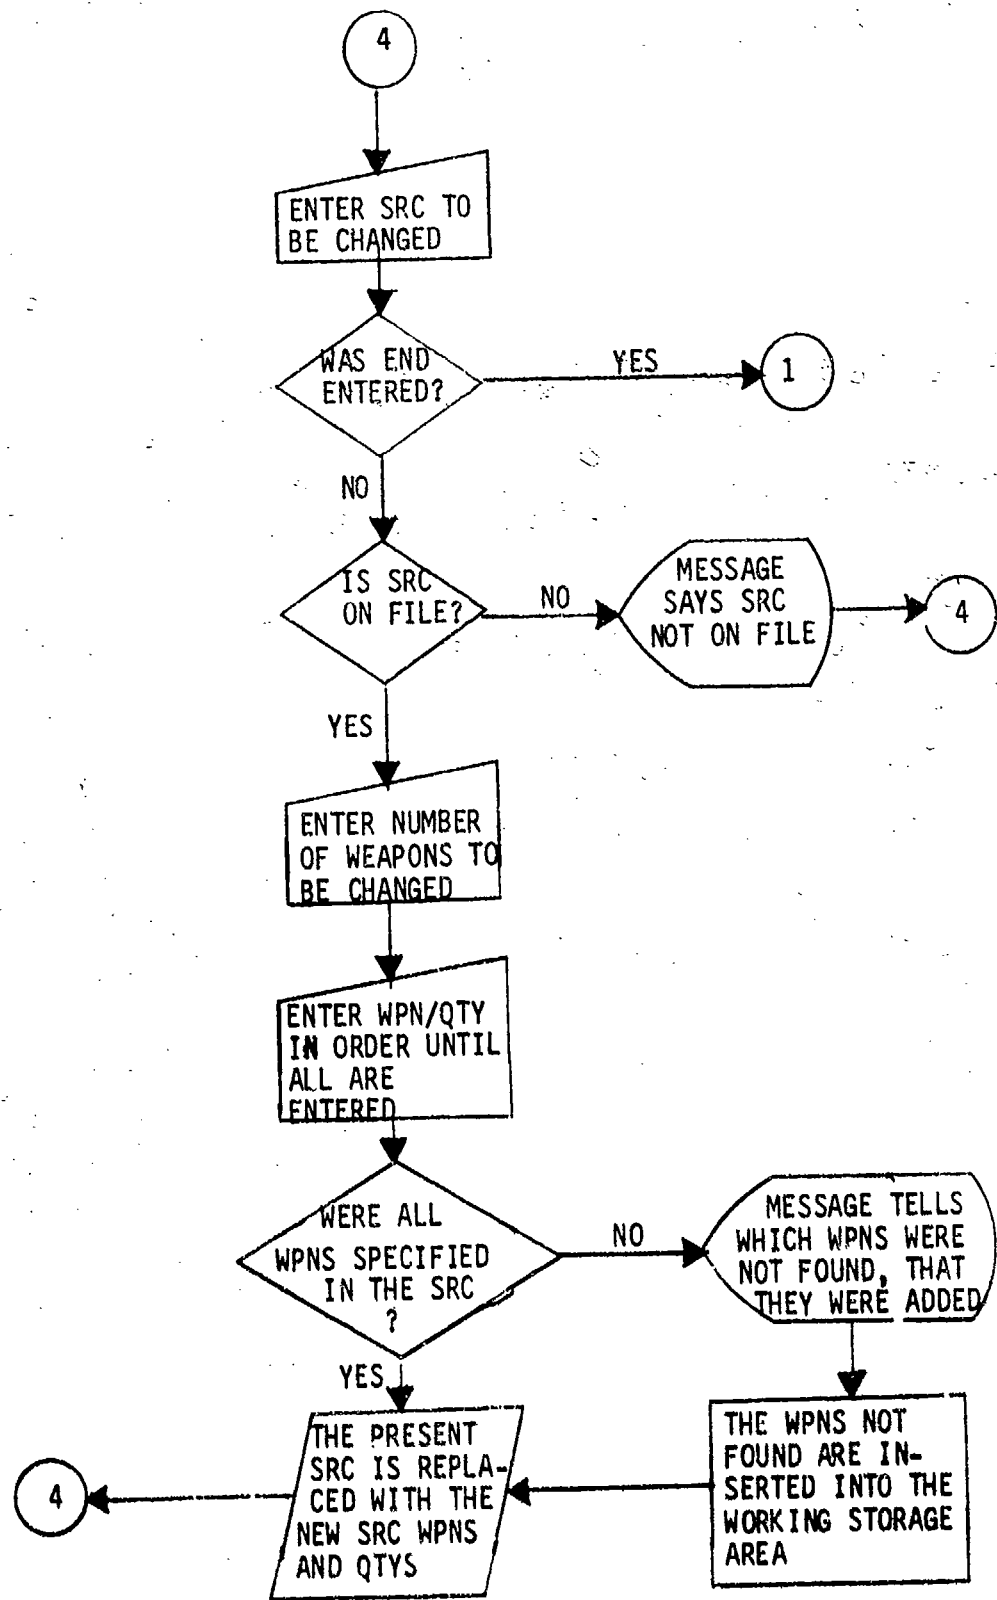 4
ENTER SRC TO
BE CHANGED
WAS END
ENTERED?
YES
1
NO
IS SRC
ON FILE?
NO
MESSAGE
SAYS SRC
NOT ON FILE
4
YES
ENTER NUMBER
OF WEAPONS TO
BE CHANGED
ENTER WPN/QTY
IN ORDER UNTIL
ALL ARE
ENTERED
WERE ALL
WPNS SPECIFIED
IN THE SRC
?
NO
MESSAGE TELLS
WHICH WPNS WERE
NOT FOUND, THAT
THEY WERE ADDED
YES
THE PRESENT
SRC IS REPLA-
CED WITH THE
NEW SRC WPNS
AND QTYS
THE WPNS NOT
FOUND ARE IN-
SERTED INTO THE
WORKING STORAGE
AREA
4